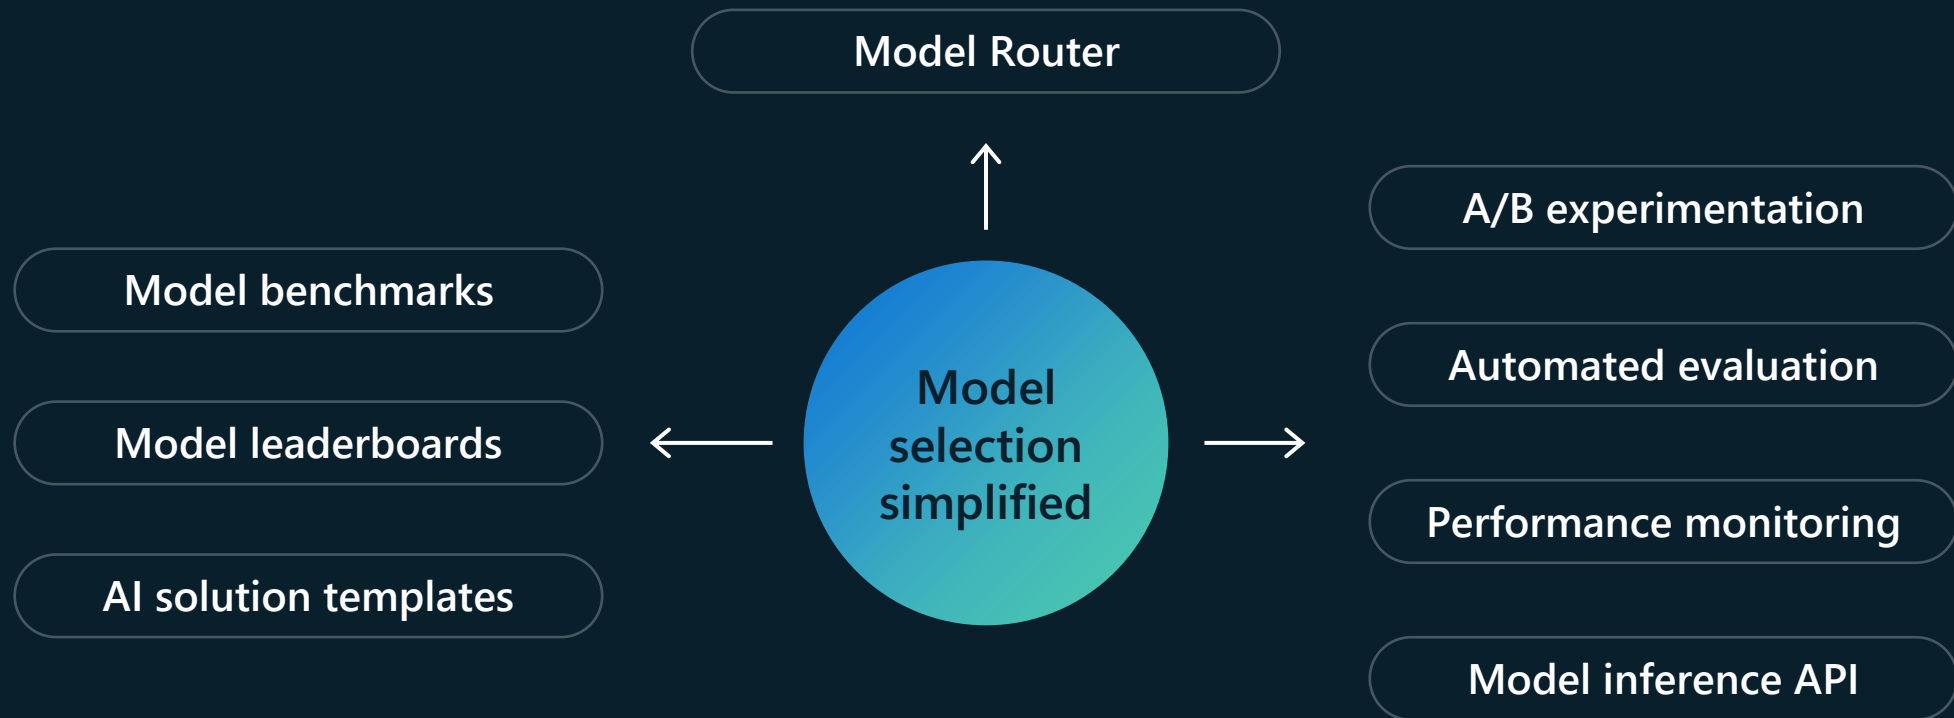 Model Router
Model benchmarks
Model leaderboards
AI solution templates
Model
selection
simplified
A/B experimentation
Automated evaluation
Performance monitoring
Model inference API